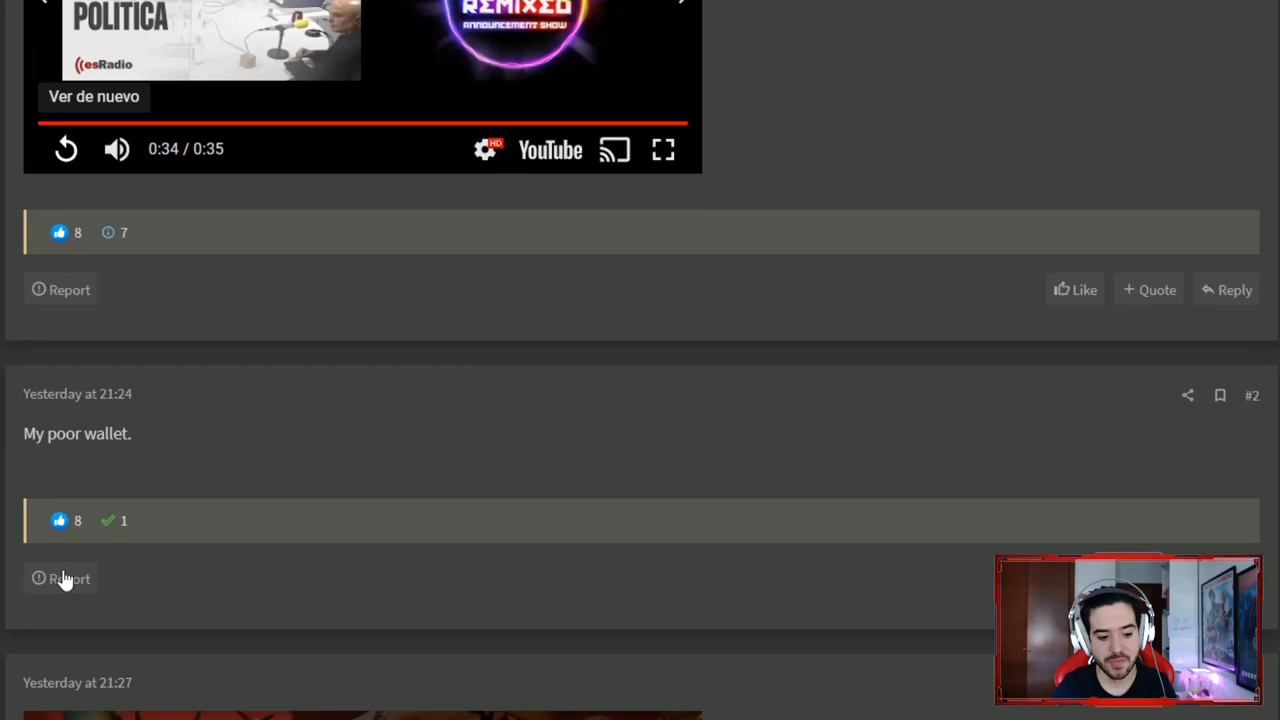 POLÍTICA
REMIXED
ANNOUNCEMENT SHOW
esRadio
Ver de nuevo
0:34 / 0:35
HD
YouTube
8 7
Report
Like
+ Quote
Reply
Yesterday at 21:24
#2
My poor wallet.
8 1
Report
Yesterday at 21:27